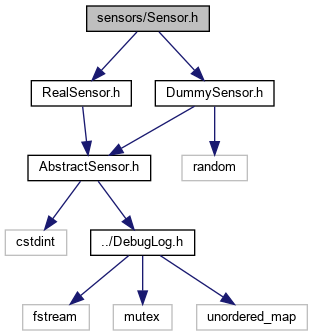 sensors/Sensor.h
RealSensor.h
DummySensor.h
AbstractSensor.h
random
cstdint
../DebugLog.h
fstream
mutex
unordered_map